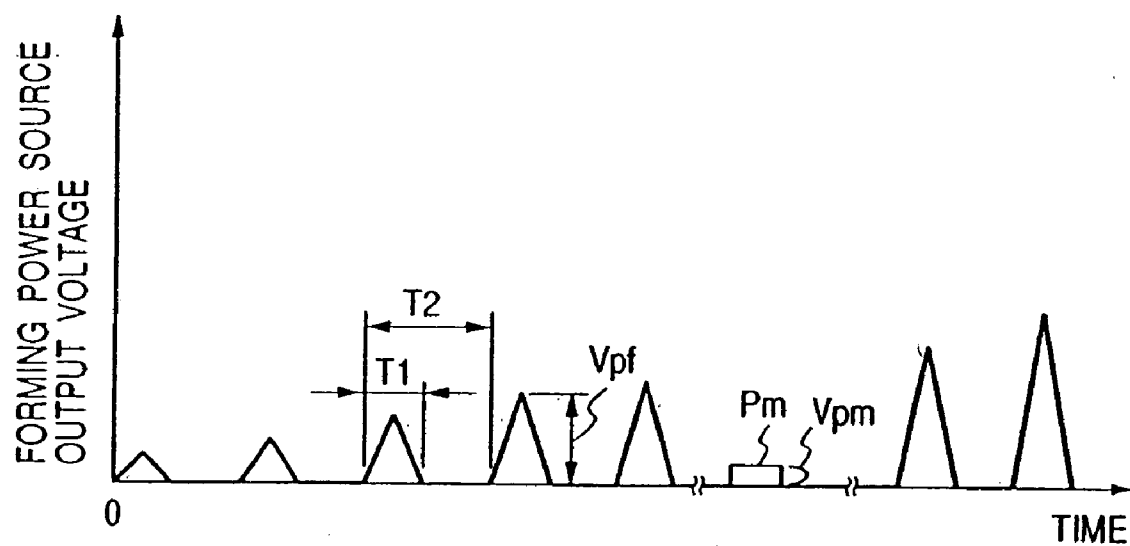 FORMING POWER SOURCE
OUTPUT VOLTAGE
T2
T1
Vpf
Pm
Vpm
0
TIME